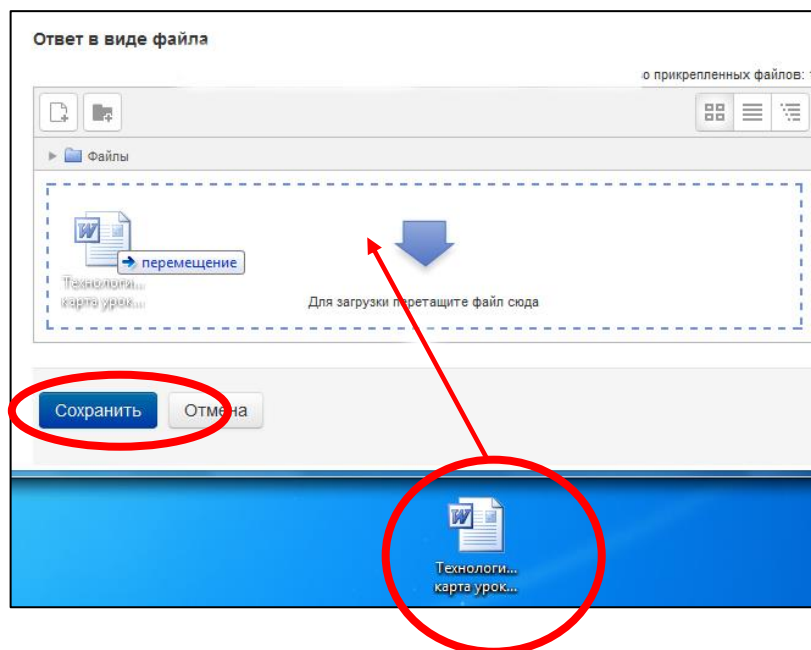 Ответ в виде файла
о прикрепленных файлов:
Файлы
перемещение
Технологи...
карта урок...
Для загрузки перетащите файл сюда
Сохранить
Отмена
Технологи...
карта урок...